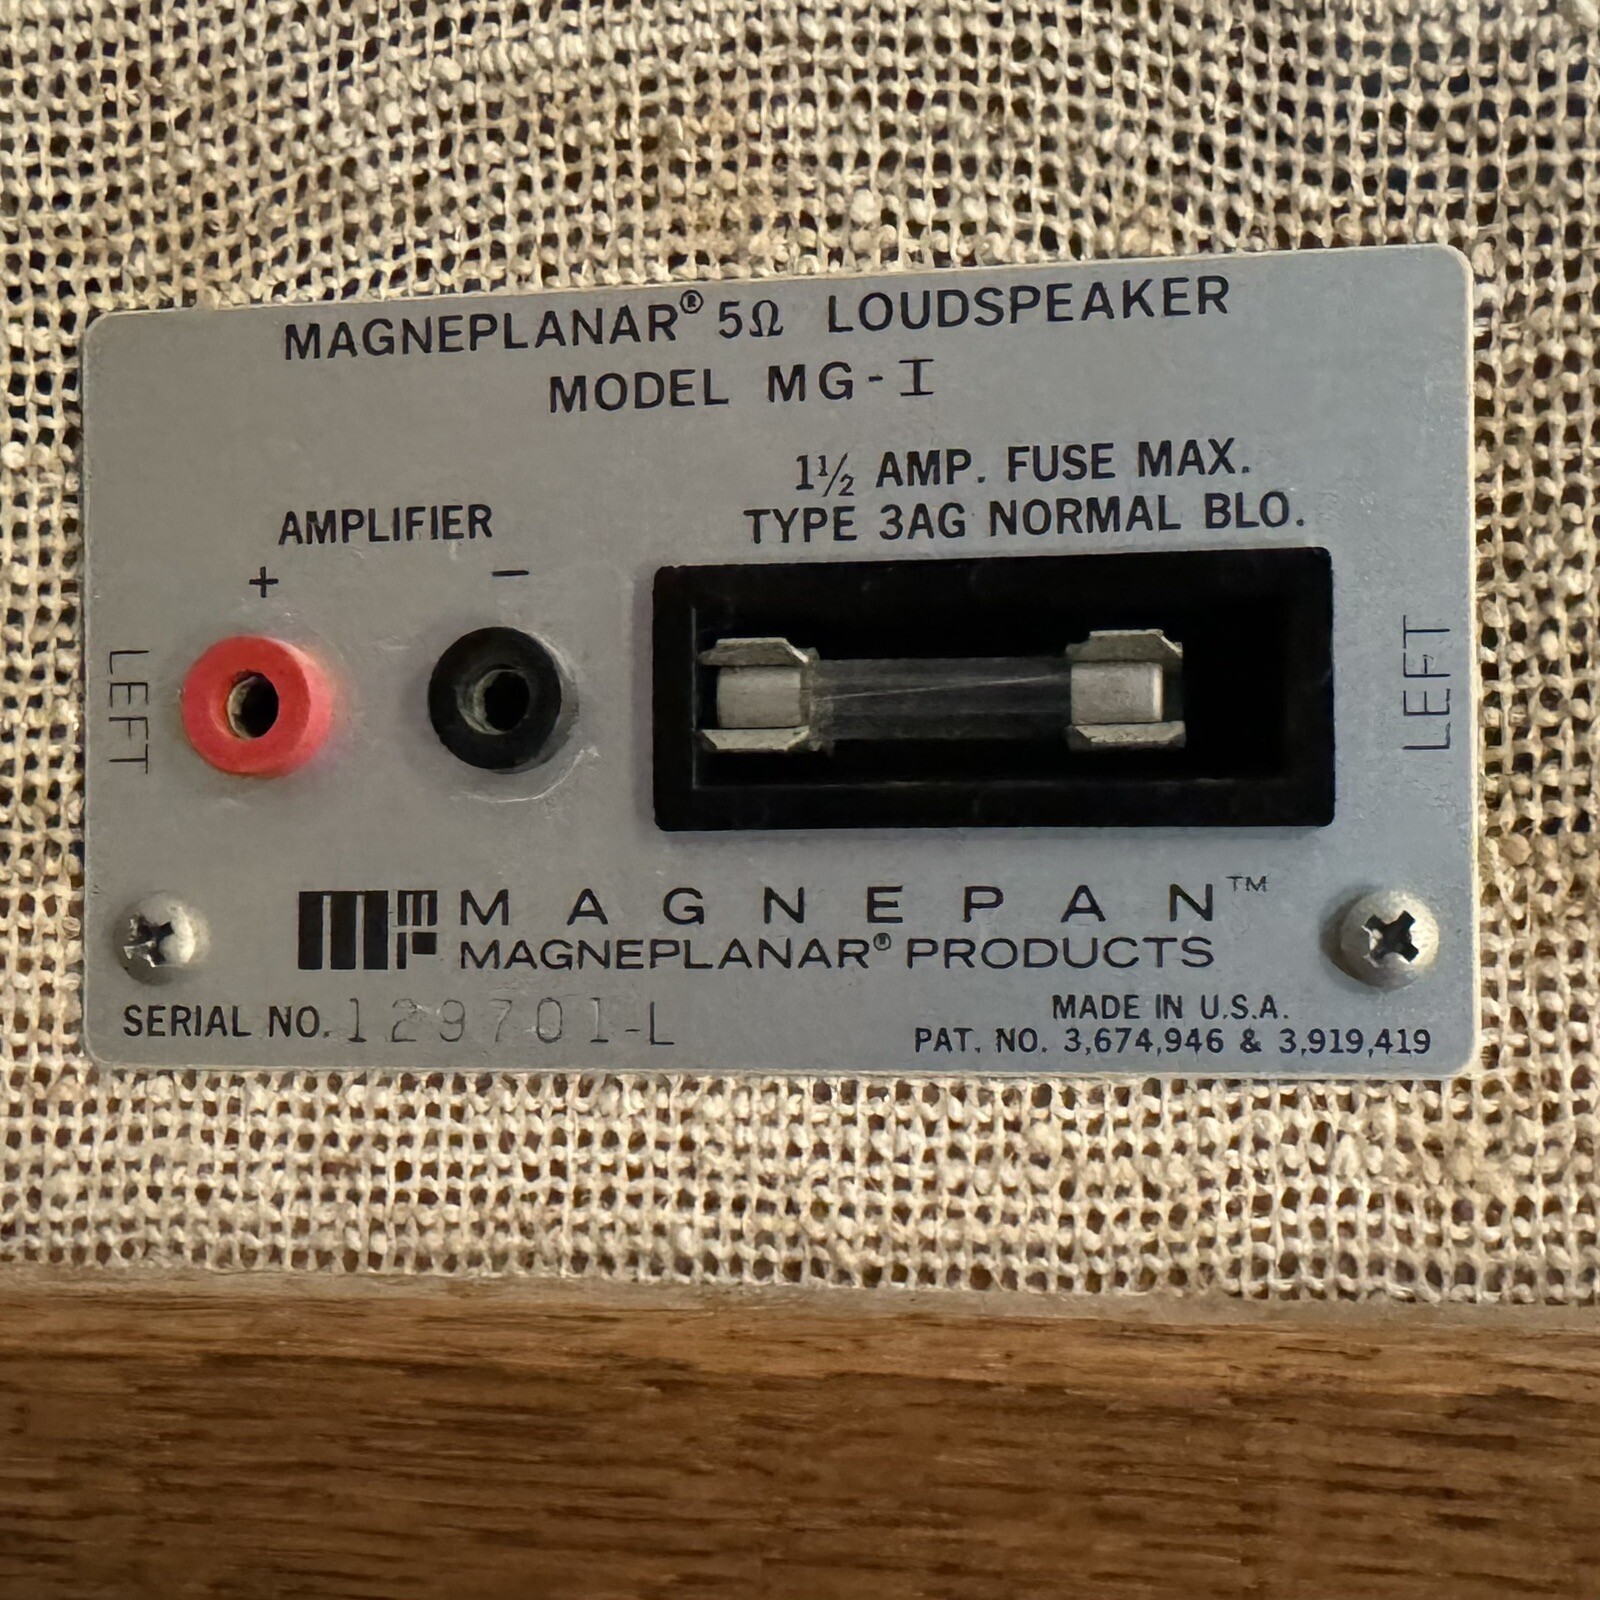 MAGNEPLANAR® 5Ω LOUDSPEAKER
MODEL MG-I
1½ AMP. FUSE MAX.
TYPE 3AG NORMAL BLO.
AMPLIFIER
+ −
LEFT
LEFT
MAGNEPAN™
MAGNEPLANAR® PRODUCTS
SERIAL NO. 129701-L
MADE IN U.S.A.
PAT. NO. 3,674,946 & 3,919,419